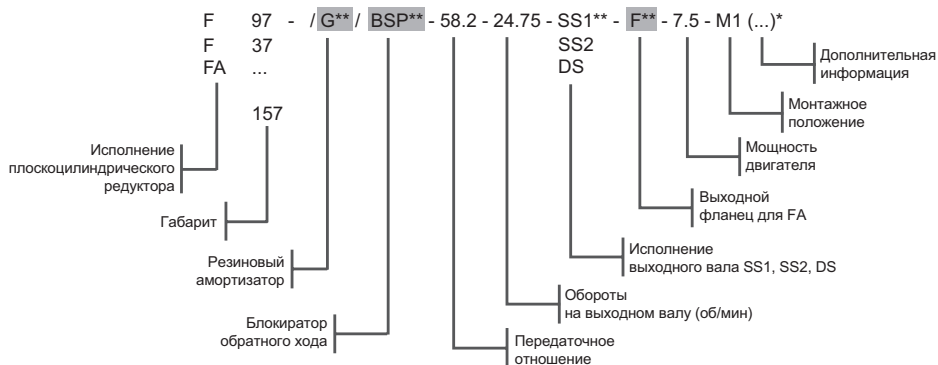 F 97 - / G** / BSP** - 58.2 - 24.75 - SS1** - F** - 7.5 - M1 (...)*
F 37 SS2
FA ... DS
157
Дополнительная
информация
Монтажное
положение
Исполнение
плоскоцилиндрического
редуктора
Мощность
двигателя
Габарит
Выходной
фланец для FA
Резиновый
амортизатор
Исполнение
выходного вала SS1, SS2, DS
Блокиратор
обратного хода
Обороты
на выходном валу (об/мин)
Передаточное
отношение